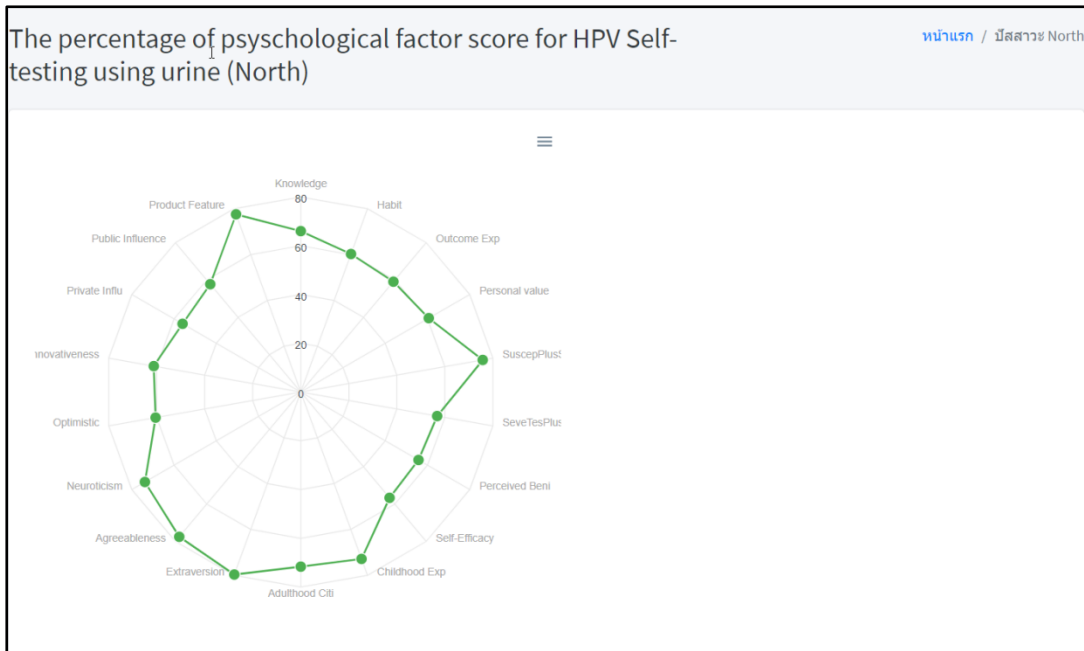 The percentage of psyschological factor score for HPV Self-
testing using urine (North)
หน้าแรก / ปัสสาวะ North
Knowledge
Habit
Outcome Exp
Personal value
SuscepPlusS
SeveTesPlus
Perceived Beni
Self-Efficacy
Childhood Exp
Adulthood Citi
Extraversion
Agreeableness
Neuroticism
Optimistic
nnovativeness
Private Influ
Public Influence
Product Feature
80
60
40
20
0